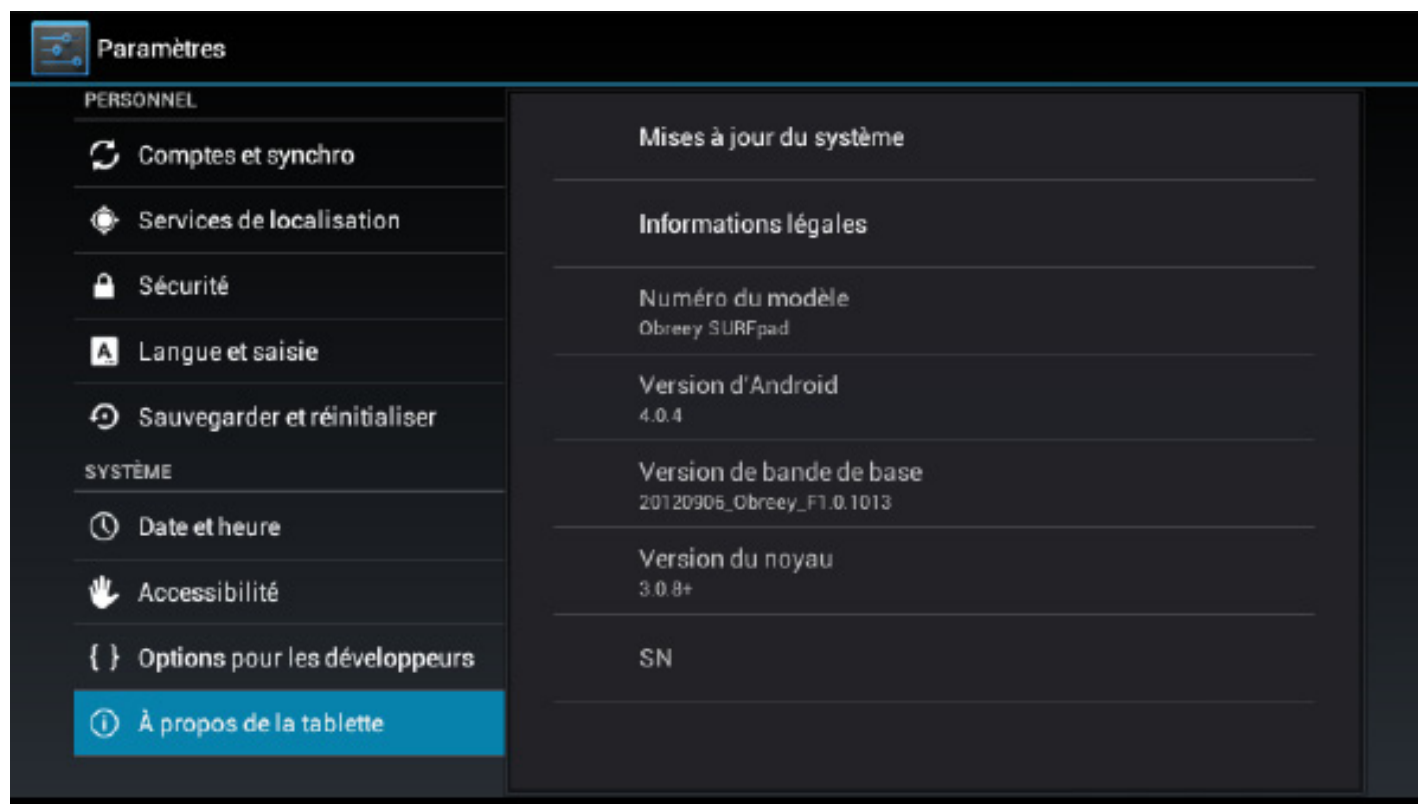 Paramètres
PERSONNEL
Comptes et synchro
Services de localisation
Sécurité
A
Langue et saisie
Sauvegarder et réinitialiser
SYSTÈME
Date et heure
Accessibilité
{ } Options pour les développeurs
À propos de la tablette
Mises à jour du système
Informations légales
Numéro du modèle
Obreey SURFpad
Version d'Android
4.0.4
Version de bande de base
20120906_Obreey_F1.0.1013
Version du noyau
3.0.8+
SN